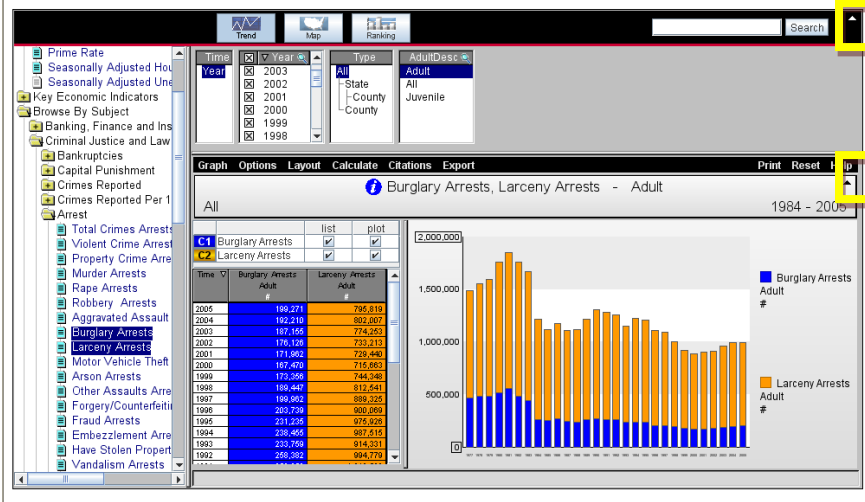 Trend Map Ranking Search
Prime Rate
Seasonally Adjusted Hou
Seasonally Adjusted Une
Key Economic Indicators
Browse By Subject
Banking, Finance and Ins
Criminal Justice and Law
Bankruptcies
Capital Punishment
Crimes Reported
Crimes Reported Per 1
Arrest
Total Crimes Arrests
Violent Crime Arrest
Property Crime Arre
Murder Arrests
Rape Arrests
Robbery Arrests
Aggravated Assault
Burglary Arrests
Larceny Arrests
Motor Vehicle Theft
Arson Arrests
Other Assaults Arre
Forgery/Counterfeiti
Fraud Arrests
Embezzlement Arre
Have Stolen Propert
Vandalism Arrests
Time
Year
Year
2003
2002
2001
2000
1999
1998
Type
All
State
County
County
AdultDesc
Adult
All
Juvenile
Graph Options Layout Calculate Citations Export Print Reset Help
Burglary Arrests, Larceny Arrests - Adult
All 1984 - 2005
list plot
C1 Burglary Arrests
C2 Larceny Arrests
Time Burglary Arrests Larceny Arrests
Adult Adult
# #
2005 199,271 795,819
2004 192,210 802,007
2003 187,155 774,253
2002 176,126 733,213
2001 171,962 729,440
2000 167,470 715,663
1999 173,356 744,348
1998 189,447 812,541
1997 199,962 889,325
1996 203,739 900,069
1995 231,235 975,926
1994 238,465 987,515
1993 233,759 914,331
1992 258,382 994,779
2,000,000
1,500,000
1,000,000
500,000
0
Burglary Arrests
Adult
#
Larceny Arrests
Adult
#